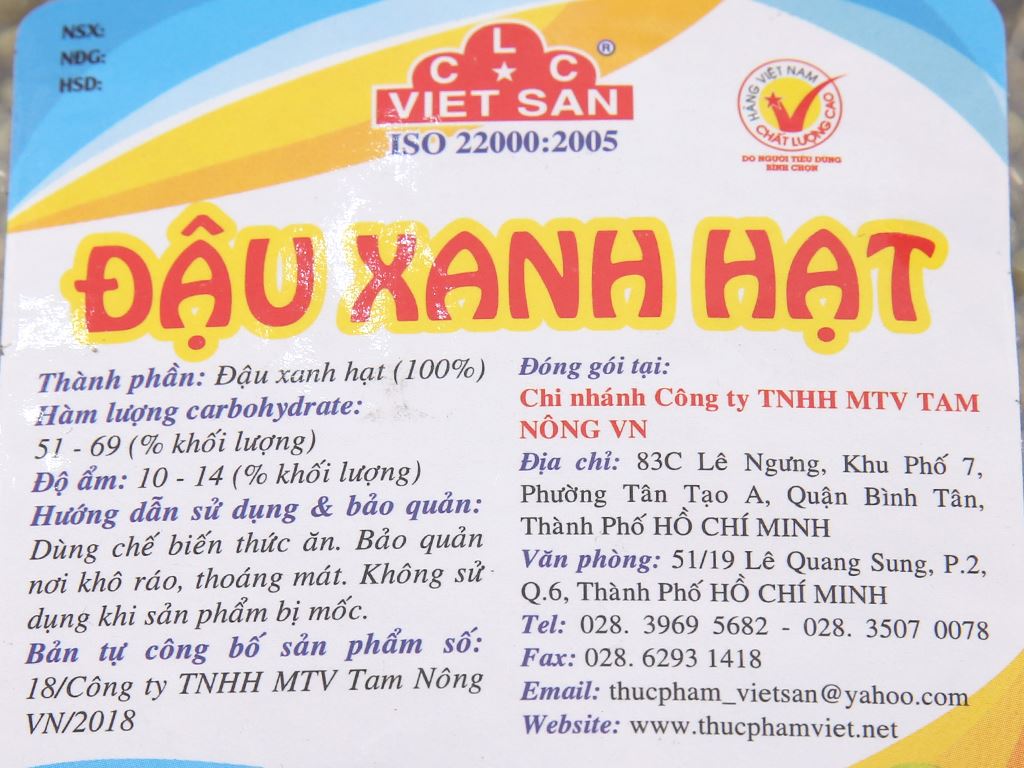 NSX:
NĐG:
HSD:
L
C ★ C ®
VIET SAN
ISO 22000:2005
HÀNG VIỆT NAM
CHẤT LƯỢNG CAO
DO NGƯỜI TIÊU DÙNG
BÌNH CHỌN
ĐẬU XANH HẠT
Thành phần: Đậu xanh hạt (100%)
Hàm lượng carbohydrate:
51 - 69 (% khối lượng)
Độ ẩm: 10 - 14 (% khối lượng)
Hướng dẫn sử dụng & bảo quản:
Dùng chế biến thức ăn. Bảo quản
nơi khô ráo, thoáng mát. Không sử
dụng khi sản phẩm bị mốc.
Bản tự công bố sản phẩm số:
18/Công ty TNHH MTV Tam Nông
VN/2018
Đóng gói tại:
Chi nhánh Công ty TNHH MTV TAM
NÔNG VN
Địa chỉ: 83C Lê Ngưng, Khu Phố 7,
Phường Tân Tạo A, Quận Bình Tân,
Thành Phố HỒ CHÍ MINH
Văn phòng: 51/19 Lê Quang Sung, P.2,
Q.6, Thành Phố HỒ CHÍ MINH
Tel: 028. 3969 5682 - 028. 3507 0078
Fax: 028. 6293 1418
Email: thucpham_vietsan@yahoo.com
Website: www.thucphamviet.net